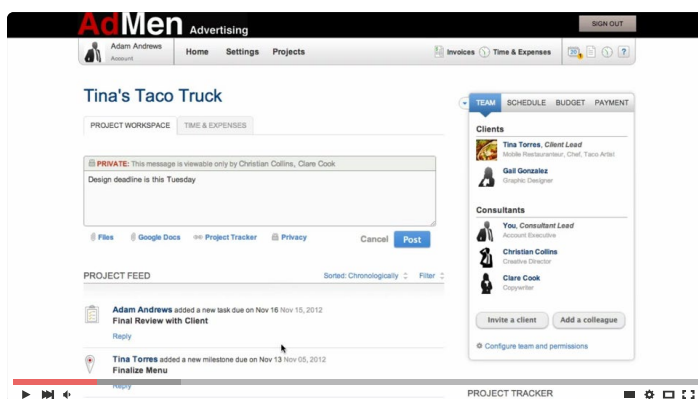 AdMen Advertising
SIGN OUT
Adam Andrews
Account
Home Settings Projects
Invoices Time & Expenses
20
?
Tina's Taco Truck
PROJECT WORKSPACE TIME & EXPENSES
PRIVATE: This message is viewable only by Christian Collins, Clare Cook
Design deadline is this Tuesday
Files Google Docs Project Tracker Privacy Cancel Post
PROJECT FEED Sorted: Chronologically Filter
Adam Andrews added a new task due on Nov 16 Nov 15, 2012
Final Review with Client
Reply
Tina Torres added a new milestone due on Nov 13 Nov 05, 2012
Finalize Menu
Reply
TEAM SCHEDULE BUDGET PAYMENT
Clients
Tina Torres, Client Lead
Mobile Restauranteur, Chef, Taco Artist
Gail Gonzalez
Graphic Designer
Consultants
You, Consultant Lead
Account Executive
Christian Collins
Creative Director
Clare Cook
Copywriter
Invite a client Add a colleague
Configure team and permissions
PROJECT TRACKER